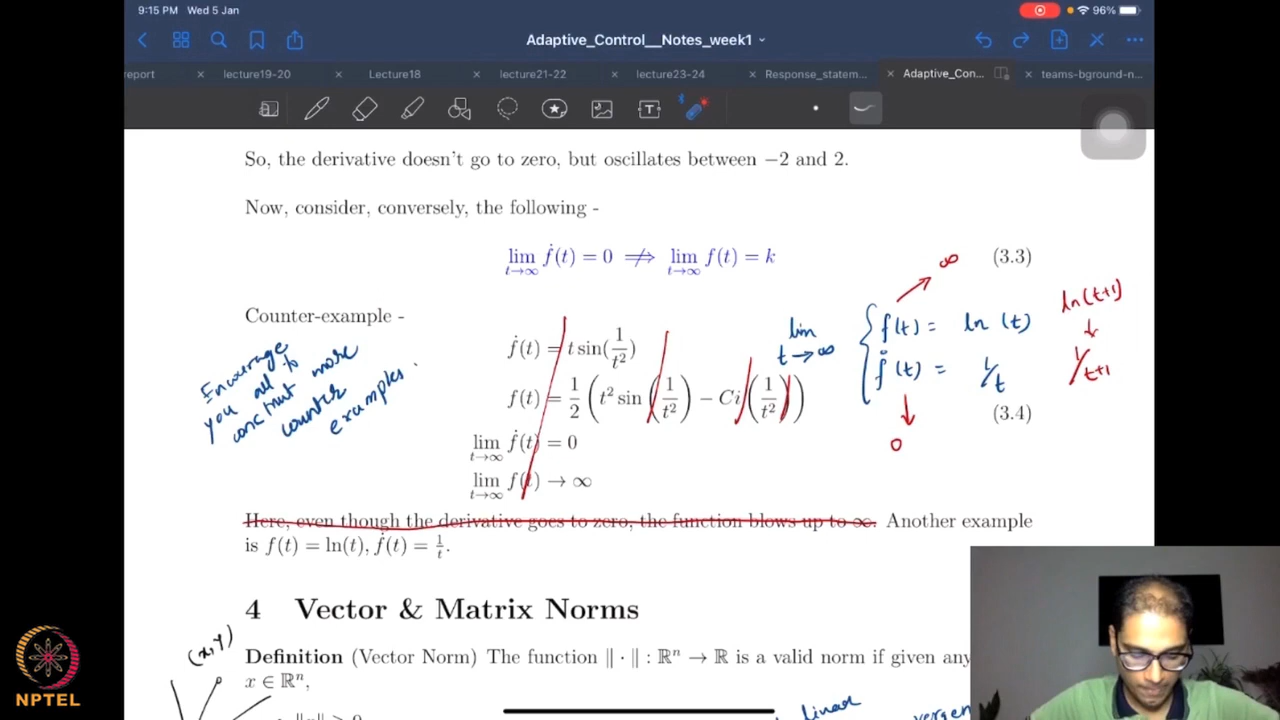 9:15 PM Wed 5 Jan
96%
Adaptive_Control__Notes_week1
report
lecture19-20
Lecture18
lecture21-22
lecture23-24
Response_statem...
Adaptive_Con...
teams-bground-n...
So, the derivative doesn't go to zero, but oscillates between −2 and 2.
Now, consider, conversely, the following -
lim t→∞ ḟ(t) = 0 ⇏ lim t→∞ f(t) = k (3.3)
∞
Counter-example -
ḟ(t) = t sin(1/t²)
f(t) = 1/2 (t² sin (1/t²) − Ci (1/t²))
(3.4)
lim t→∞ ḟ(t) = 0
lim t→∞ f(t) → ∞
Encourage
you all to
construct more
counter
examples.
lim
t→∞
f(t) = ln (t)
ḟ(t) = 1/t
0
ln(t+1)
↓
1/t+1
Here, even though the derivative goes to zero, the function blows up to ∞. Another example
is f(t) = ln(t), ḟ(t) = 1/t.
4 Vector & Matrix Norms
(x,y)
Definition (Vector Norm) The function ‖ · ‖ : ℝⁿ → ℝ is a valid norm if given any
x ∈ ℝⁿ,
linear
NPTEL